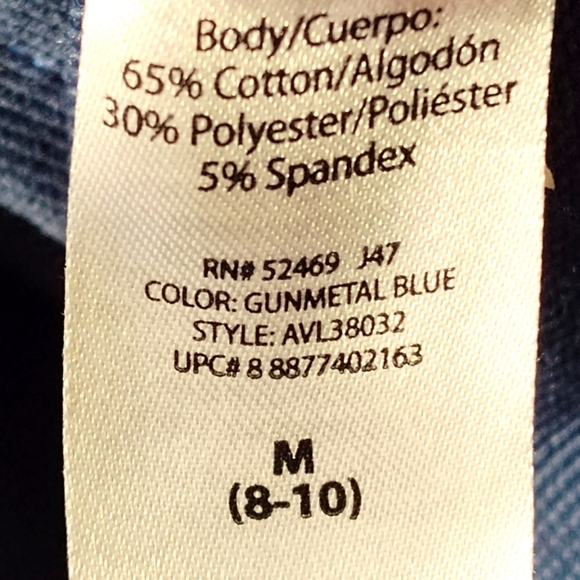 Body/Cuerpo:
65% Cotton/Algodón
30% Polyester/Poliéster
5% Spandex
RN# 52469 J47
COLOR: GUNMETAL BLUE
STYLE: AVL38032
UPC# 8 8877402163
M
(8-10)